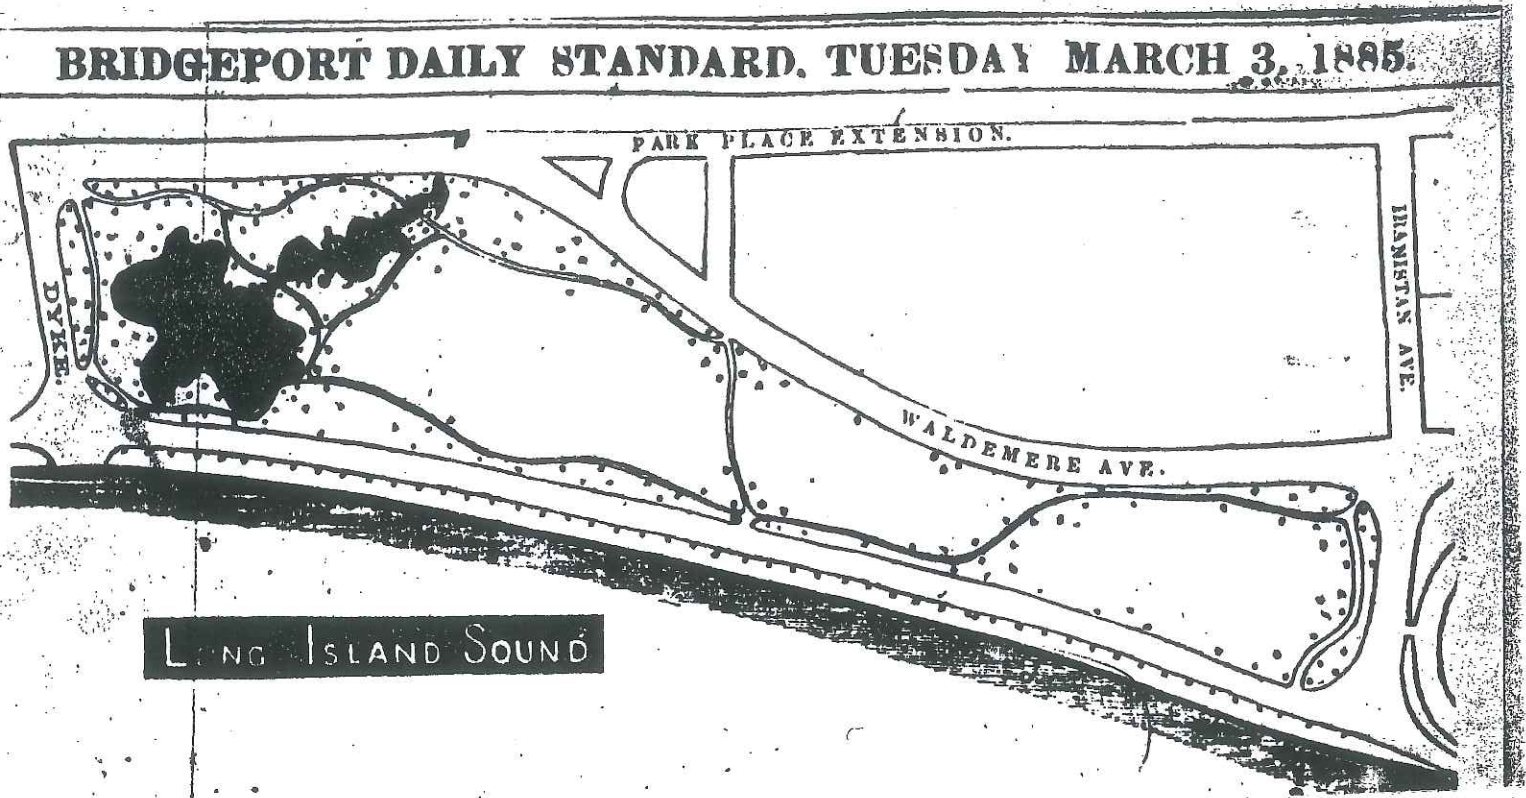 BRIDGEPORT DAILY STANDARD. TUESDAY MARCH 3, 1885.
PARK PLACE EXTENSION.
IRANISTAN AVE.
DYKE.
WALDEMERE AVE.
LONG ISLAND SOUND